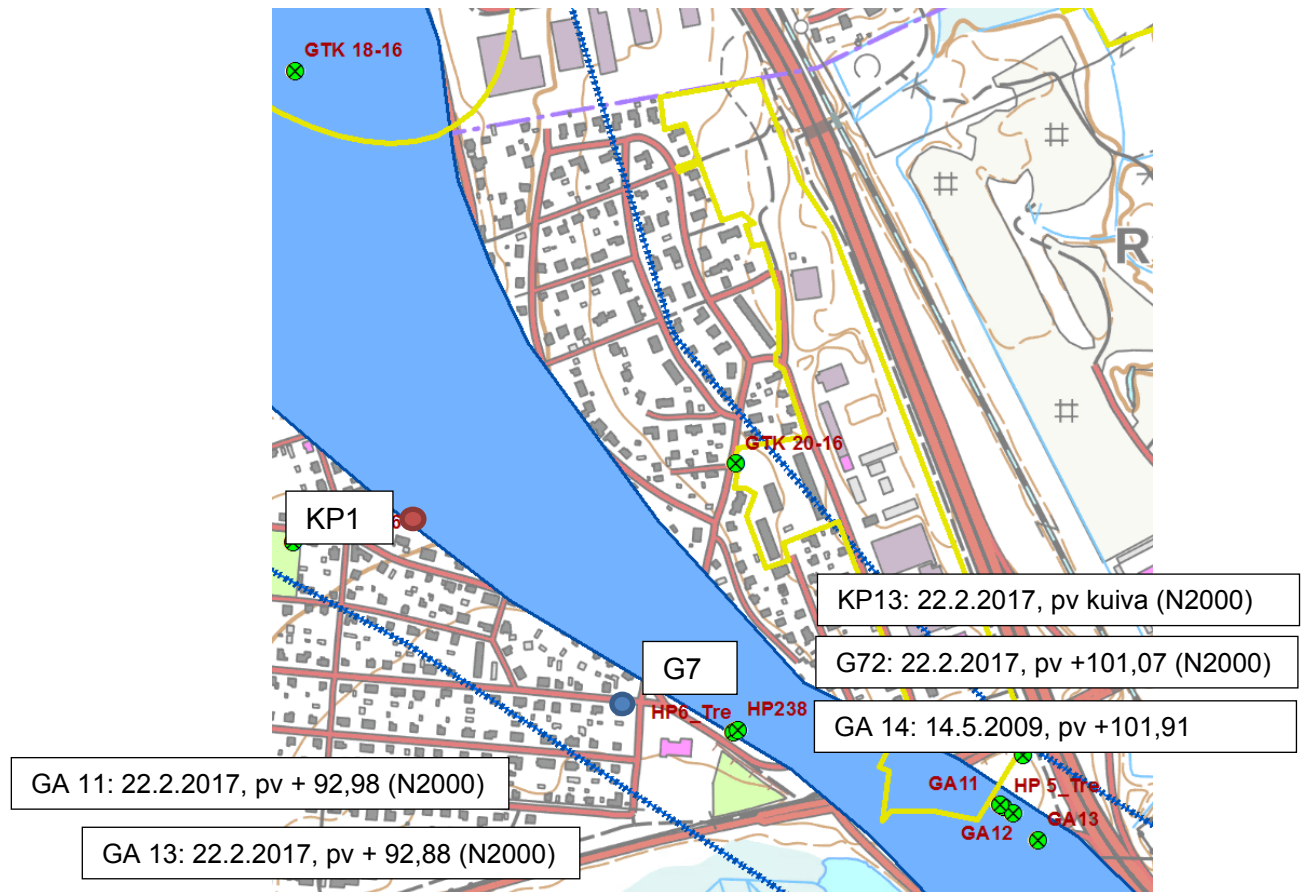 GTK 18-16
R
GTK 20-16
KP1
6
KP13: 22.2.2017, pv kuiva (N2000)
G72: 22.2.2017, pv +101,07 (N2000)
G7
HP6_Tre HP238
GA 14: 14.5.2009, pv +101,91
GA 11: 22.2.2017, pv + 92,98 (N2000)
GA11 HP 5_Tre
GA12 GA13
GA 13: 22.2.2017, pv + 92,88 (N2000)